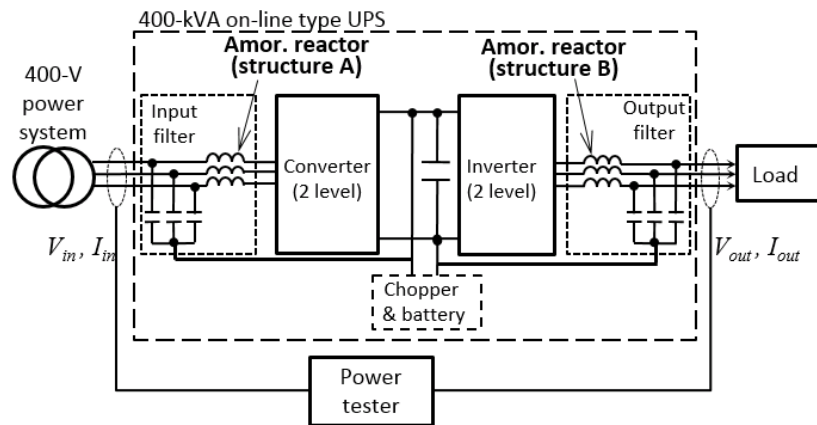 400-kVA on-line type UPS
Amor. reactor
(structure A)
Amor. reactor
(structure B)
400-V
power
system
Input
filter
Output
filter
Converter
(2 level)
Inverter
(2 level)
Load
V_in, I_in
V_out, I_out
Chopper
& battery
Power
tester